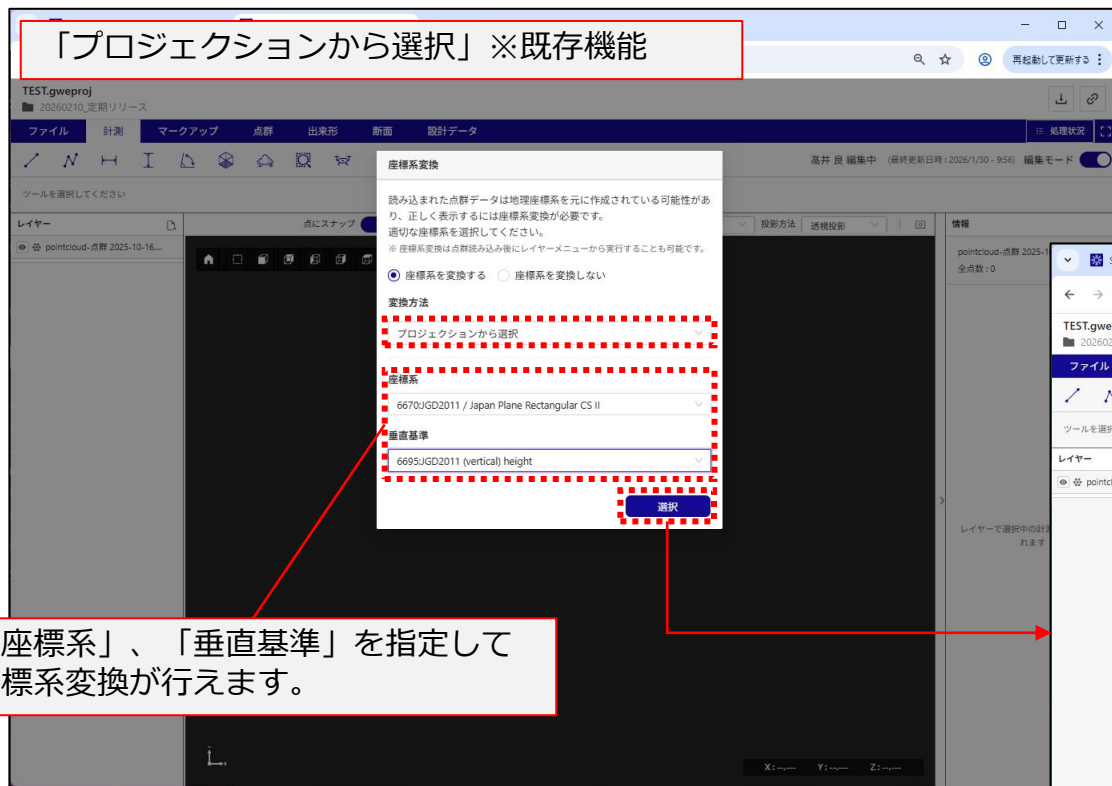 「プロジェクションから選択」※既存機能
再起動して更新する
TEST.gweproj
20260210_定期リリース
ファイル 計測 マークアップ 点群 出来形 断面 設計データ
処理状況
高井 良 編集中 (最終更新日時：2026/1/30 - 9:56) 編集モード
ツールを選択してください
レイヤー
点にスナップ
投影方法 透視投影
情報
pointcloud-点群 2025-10-16....
pointcloud-点群 2025-1
全点数：0
座標系変換
読み込まれた点群データは地理座標系を元に作成されている可能性があ
り、正しく表示するには座標系変換が必要です。
適切な座標系を選択してください。
※ 座標系変換は点群読み込み後にレイヤーメニューから実行することも可能です。
座標系を変換する 座標系を変換しない
変換方法
プロジェクションから選択
座標系
6670:JGD2011 / Japan Plane Rectangular CS II
垂直基準
6695:JGD2011 (vertical) height
選択
レイヤーで選択中の計
れます
TEST.gwe
202602
ファイル
ツールを選択
レイヤー
pointcl
座標系」、「垂直基準」を指定して
標系変換が行えます。
X : --,--- Y : --,--- Z : --,---